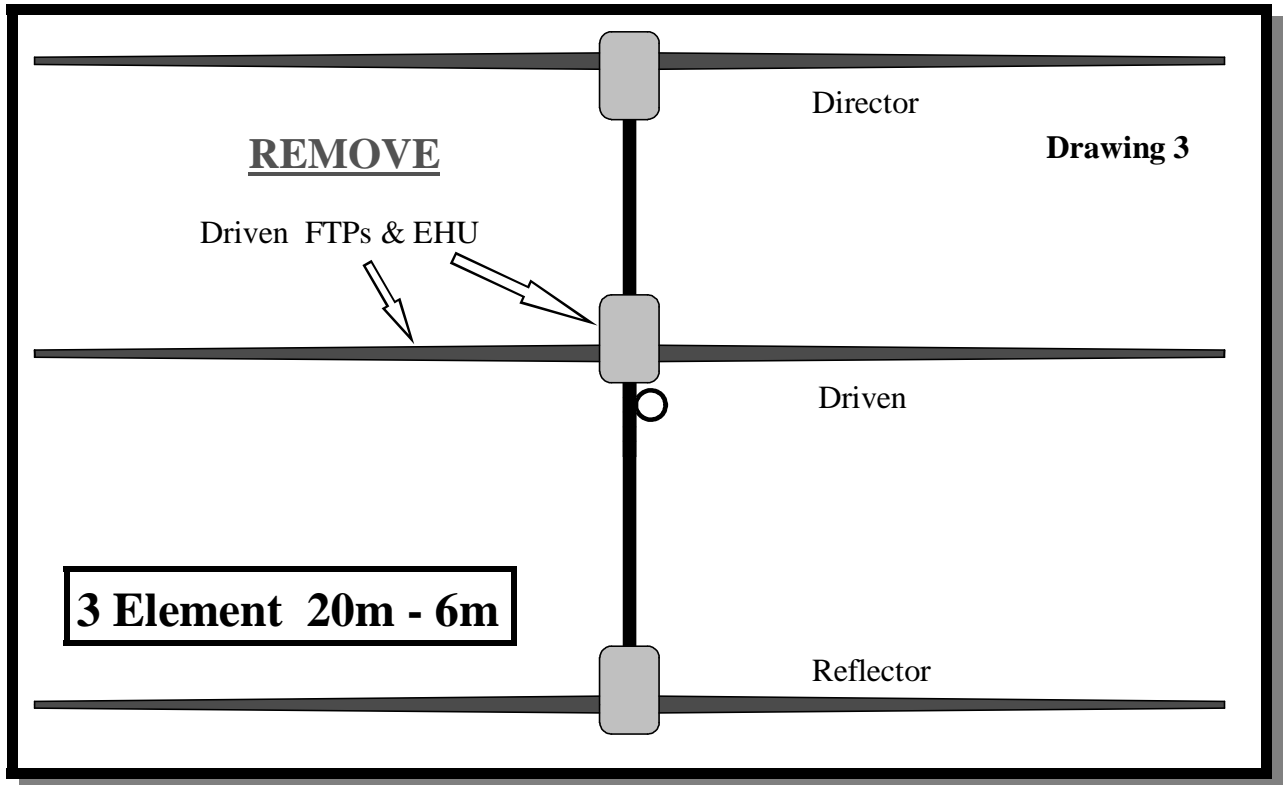 Director
Drawing 3
REMOVE
Driven FTPs & EHU
Driven
3 Element 20m - 6m
Reflector